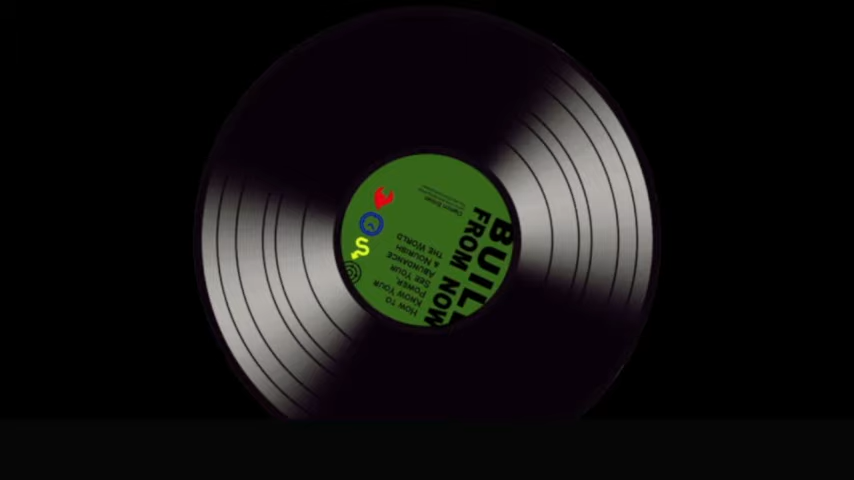 BUIL
FROM NOW
HOW TO
KNOW YOUR
POWER,
SEE YOUR
ABUNDANCE
& NOURISH
THE WORLD